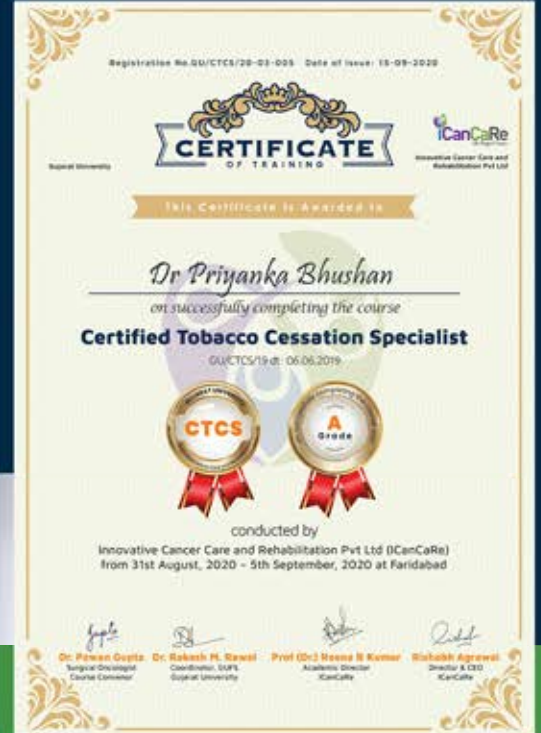 Registration No.GU/CTCS/20-03-005 Date of Issue: 15-09-2020
CERTIFICATE
OF TRAINING
Gujarat University
iCanCaRe
Innovative Cancer Care and
Rehabilitation Pvt Ltd
This Certificate Is Awarded to
Dr Priyanka Bhushan
on successfully completing the course
Certified Tobacco Cessation Specialist
GU/CTCS/19 dt: 06.06.2019
CTCS
A
Grade
conducted by
Innovative Cancer Care and Rehabilitation Pvt Ltd (ICanCaRe)
from 31st August, 2020 - 5th September, 2020 at Faridabad
Dr. Pawan Gupta
Surgical Oncologist
Course Convenor
Dr. Rakesh M. Rawal
Coordinator,
Gujarat University
Prof (Dr.) Reena N Kumar
Academic Director
ICanCaRe
Rishabh Agrawal
Director & CEO
ICanCaRe